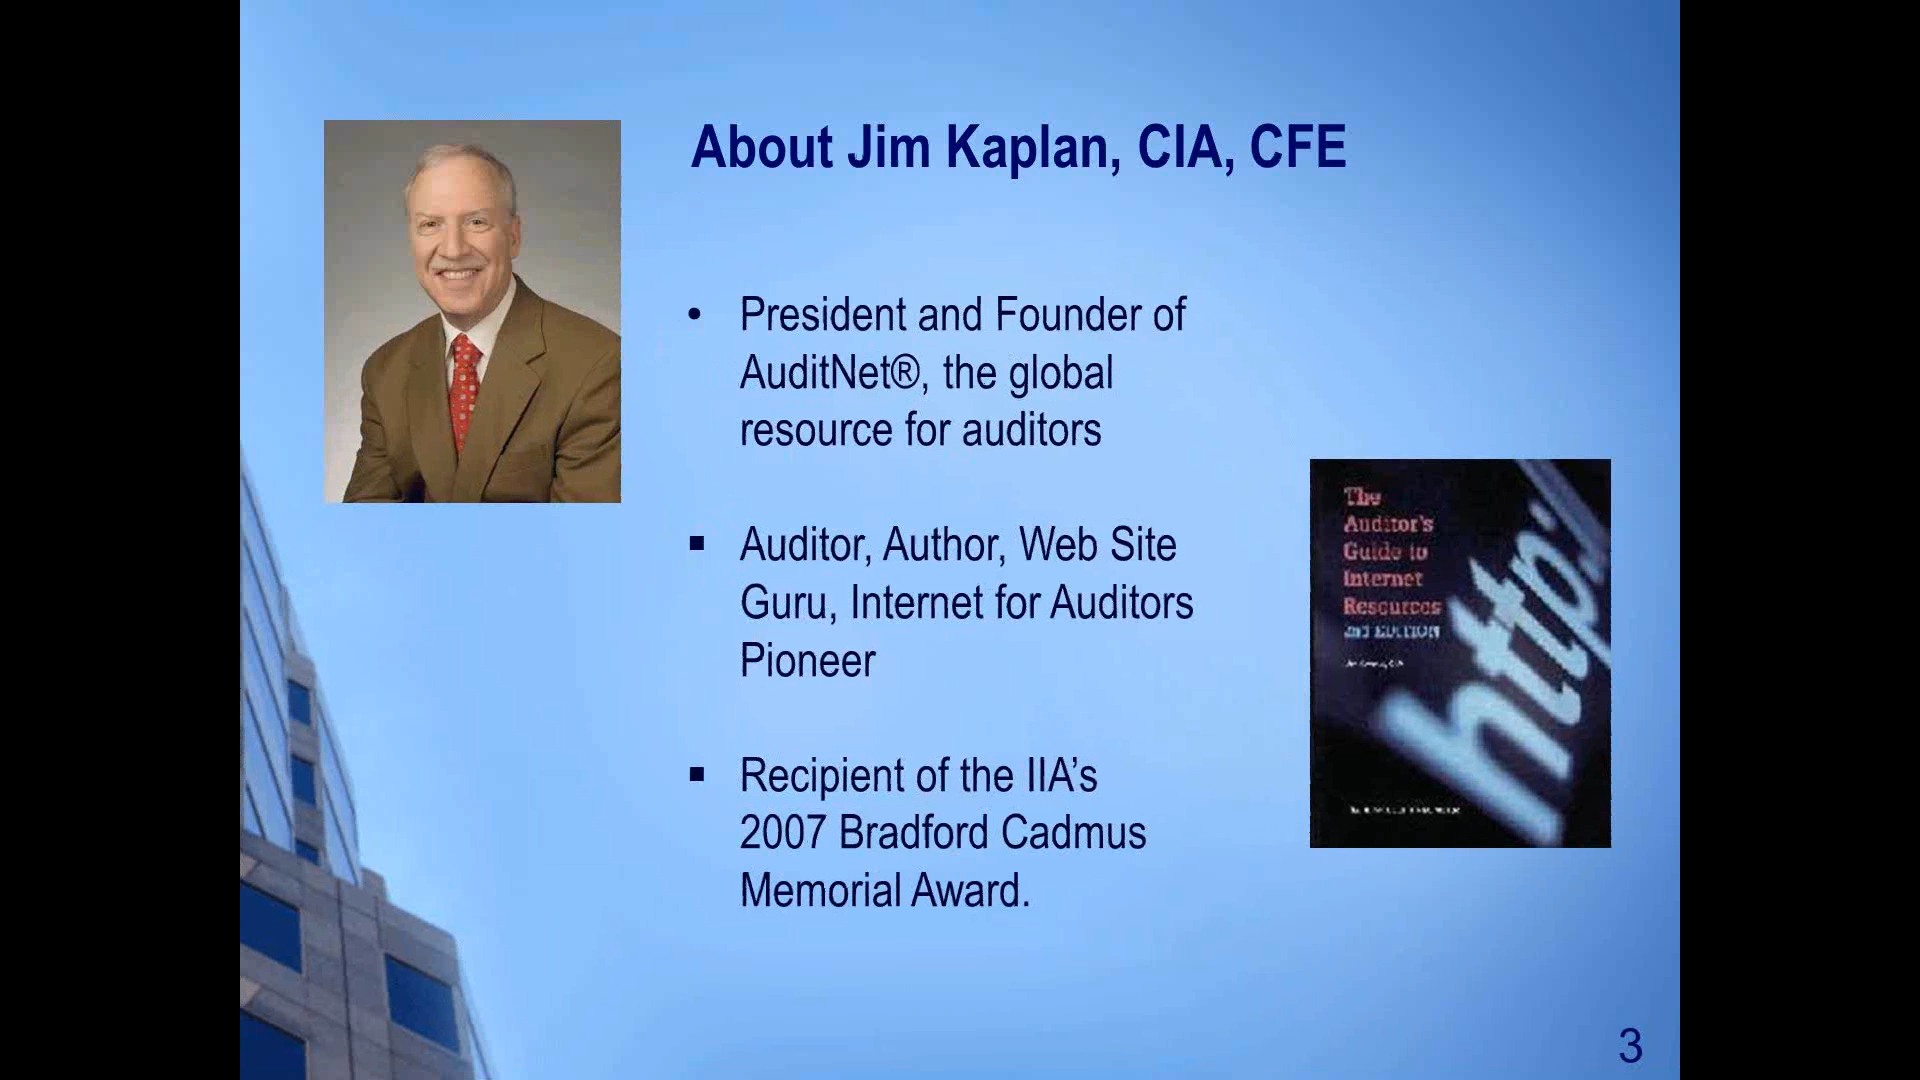 About Jim Kaplan, CIA, CFE
• President and Founder of
AuditNet®, the global
resource for auditors
▪ Auditor, Author, Web Site
Guru, Internet for Auditors
Pioneer
▪ Recipient of the IIA’s
2007 Bradford Cadmus
Memorial Award.
The
Auditor's
Guide to
Internet
Resources
2nd EDITION
http:/
3